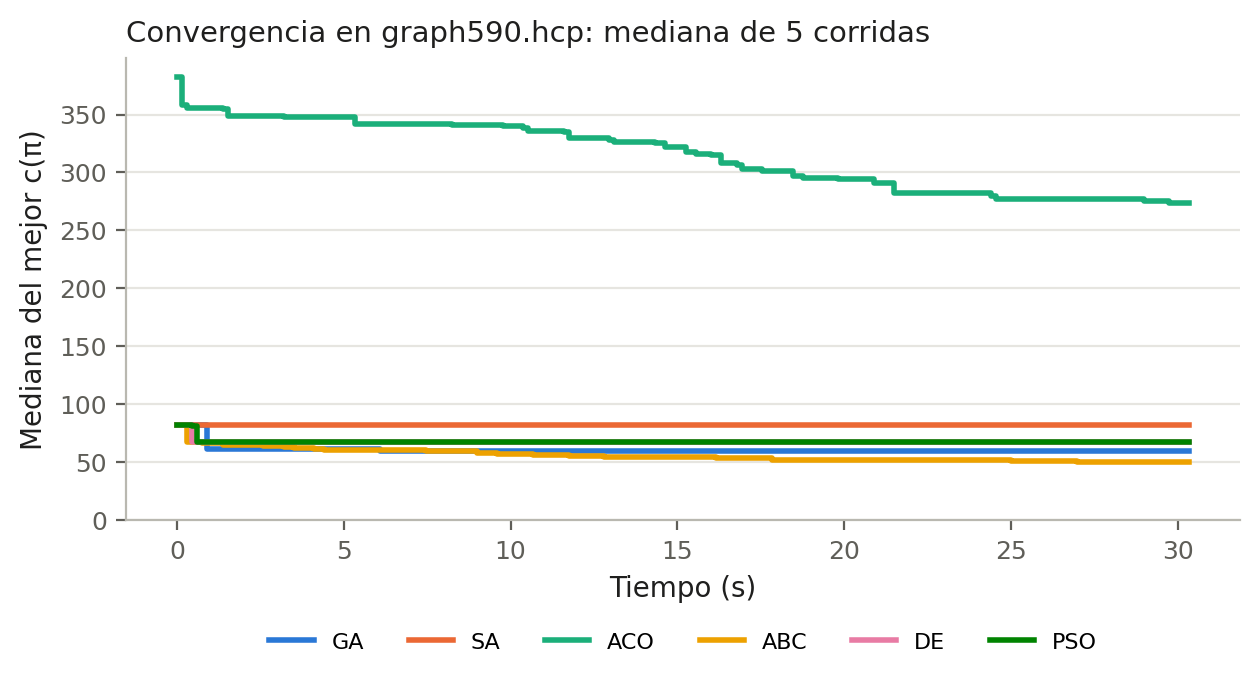 Convergencia en graph590.hcp: mediana de 5 corridas
Mediana del mejor c(π)
350
300
250
200
150
100
50
0
0 5 10 15 20 25 30
Tiempo (s)
GA SA ACO ABC DE PSO